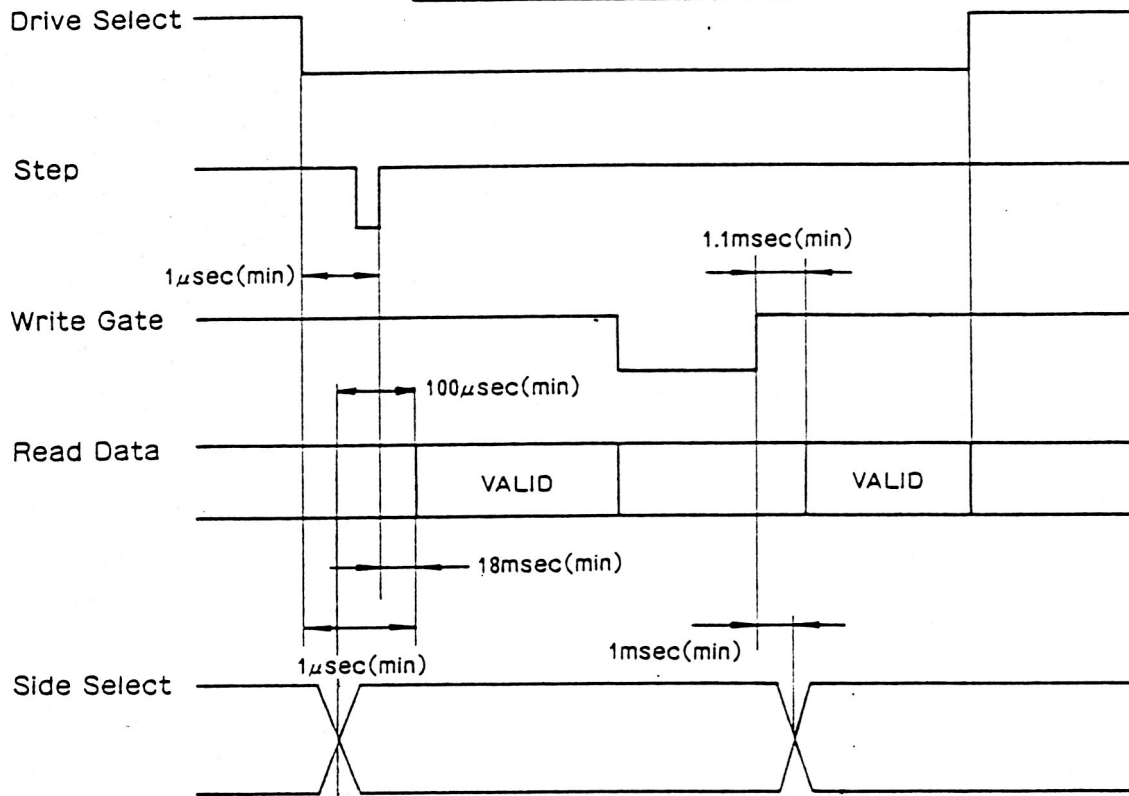 Drive Select
Step
1.1msec(min)
1μsec(min)
Write Gate
100μsec(min)
Read Data
VALID
VALID
18msec(min)
1μsec(min)
1msec(min)
Side Select